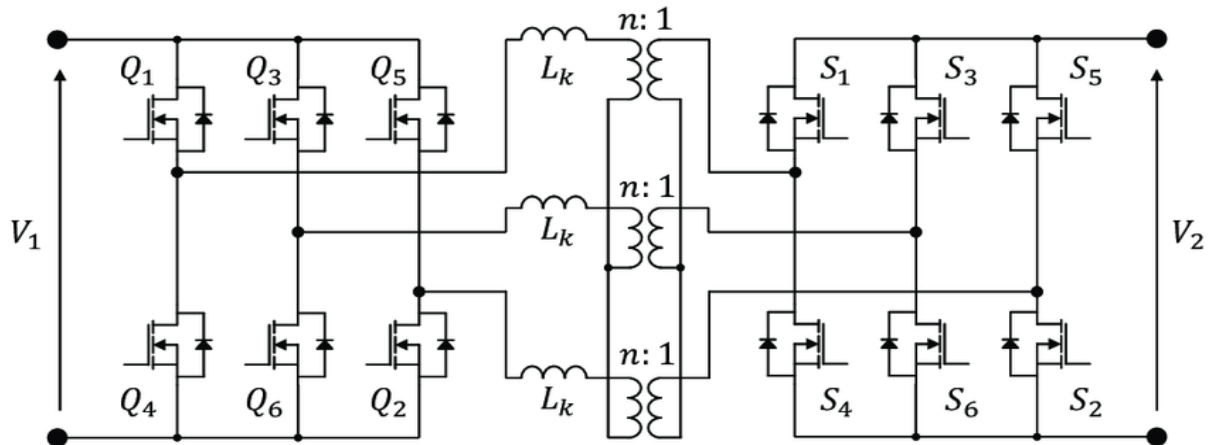 n: 1
Q₁ Q₃ Q₅ Lₖ S₁ S₃ S₅
V₁ n: 1 V₂
Lₖ
n: 1
Q₄ Q₆ Q₂ Lₖ S₄ S₆ S₂